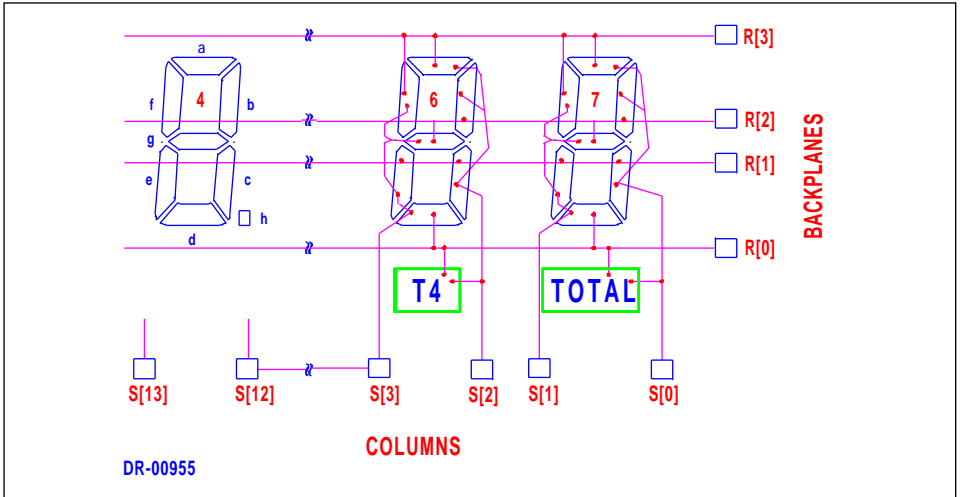 R[3]
a
f
4
b
6
7
R[2]
g
R[1]
e
c
h
d
R[0]
BACKPLANES
T4
TOTAL
S[13]
S[12]
S[3]
S[2]
S[1]
S[0]
COLUMNS
DR-00955